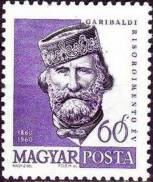 GARIBALDI
RISORGIMENTO ÉV
1860
1960
60f
MAGYAR POSTA